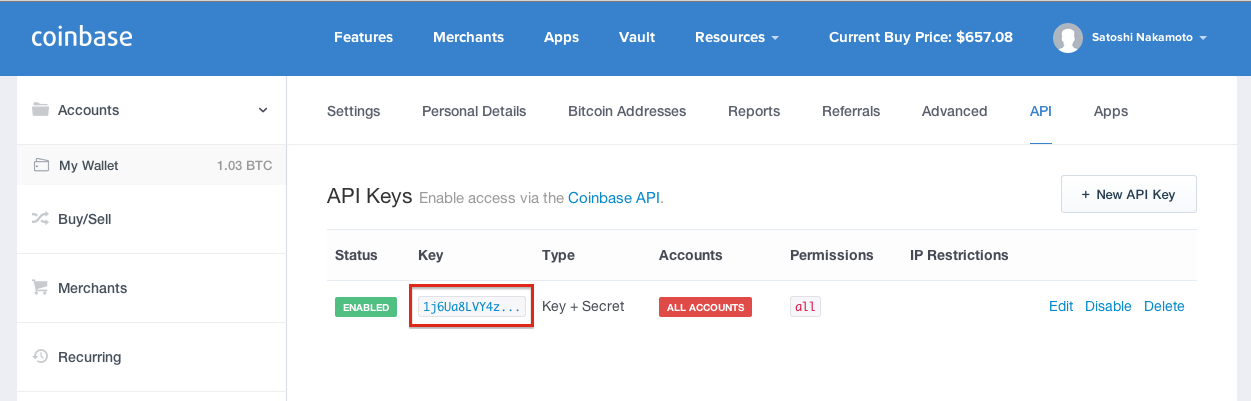 coinbase Features Merchants Apps Vault Resources Current Buy Price: $657.08 Satoshi Nakamoto
Accounts
My Wallet 1.03 BTC
Buy/Sell
Merchants
Recurring
Settings Personal Details Bitcoin Addresses Reports Referrals Advanced API Apps
API Keys Enable access via the Coinbase API.
+ New API Key
Status Key Type Accounts Permissions IP Restrictions
ENABLED 1j6Ua8LVY4z... Key + Secret ALL ACCOUNTS all Edit Disable Delete